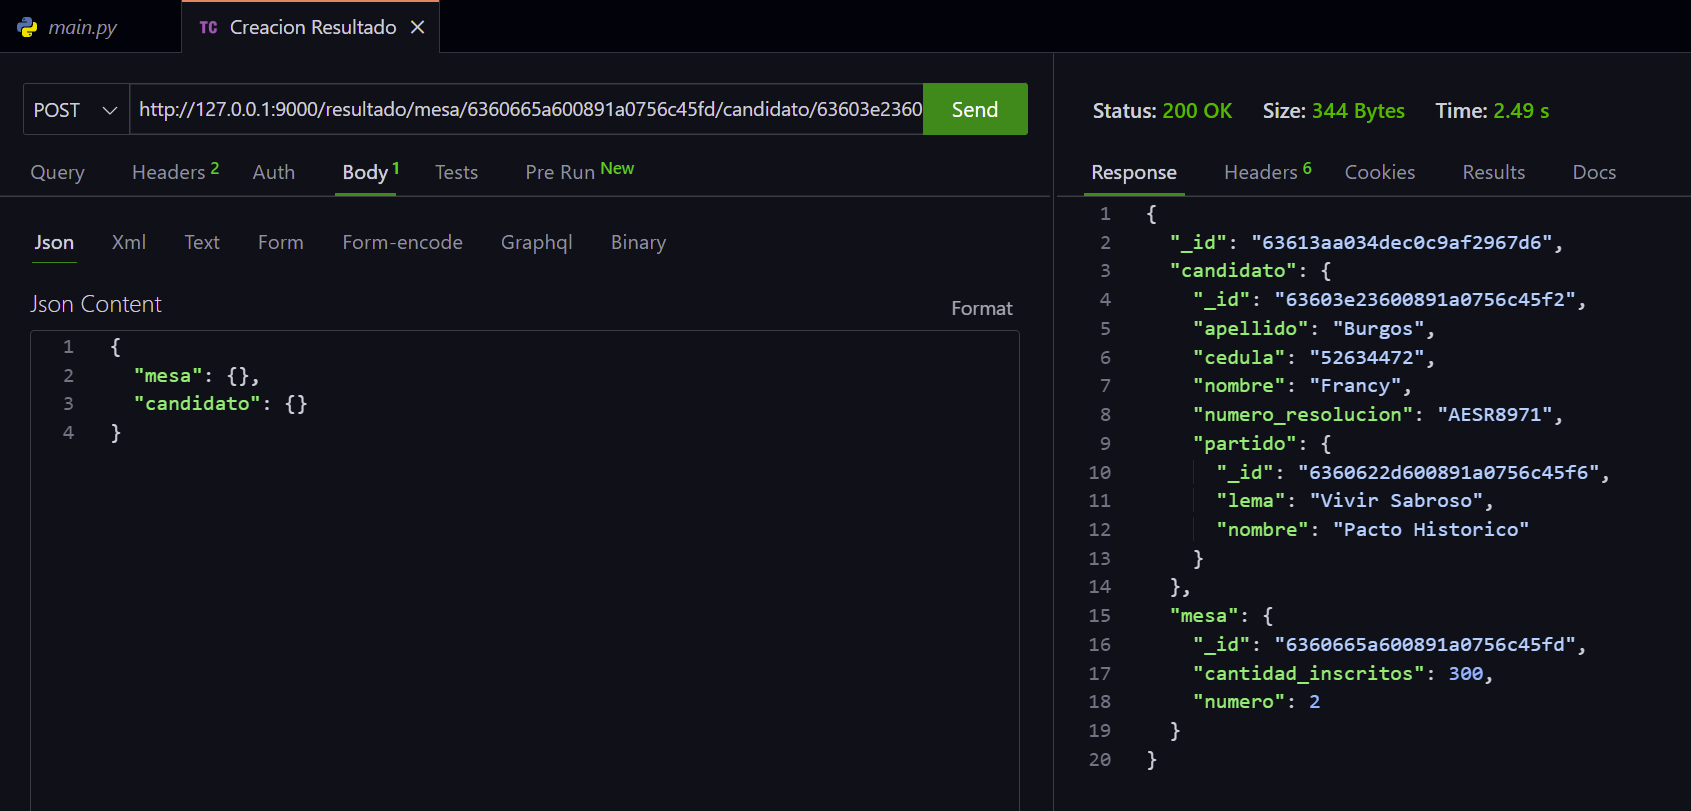 main.py
TC Creacion Resultado
POST http://127.0.0.1:9000/resultado/mesa/6360665a600891a0756c45fd/candidato/63603e2360 Send
Query Headers 2 Auth Body 1 Tests Pre Run New
Json Xml Text Form Form-encode Graphql Binary
Json Content Format
1 {
2 "mesa": {},
3 "candidato": {}
4 }
Status: 200 OK Size: 344 Bytes Time: 2.49 s
Response Headers 6 Cookies Results Docs
1 {
2 "_id": "63613aa034dec0c9af2967d6",
3 "candidato": {
4 "_id": "63603e23600891a0756c45f2",
5 "apellido": "Burgos",
6 "cedula": "52634472",
7 "nombre": "Francy",
8 "numero_resolucion": "AESR8971",
9 "partido": {
10 "_id": "6360622d600891a0756c45f6",
11 "lema": "Vivir Sabroso",
12 "nombre": "Pacto Historico"
13 }
14 },
15 "mesa": {
16 "_id": "6360665a600891a0756c45fd",
17 "cantidad_inscritos": 300,
18 "numero": 2
19 }
20 }